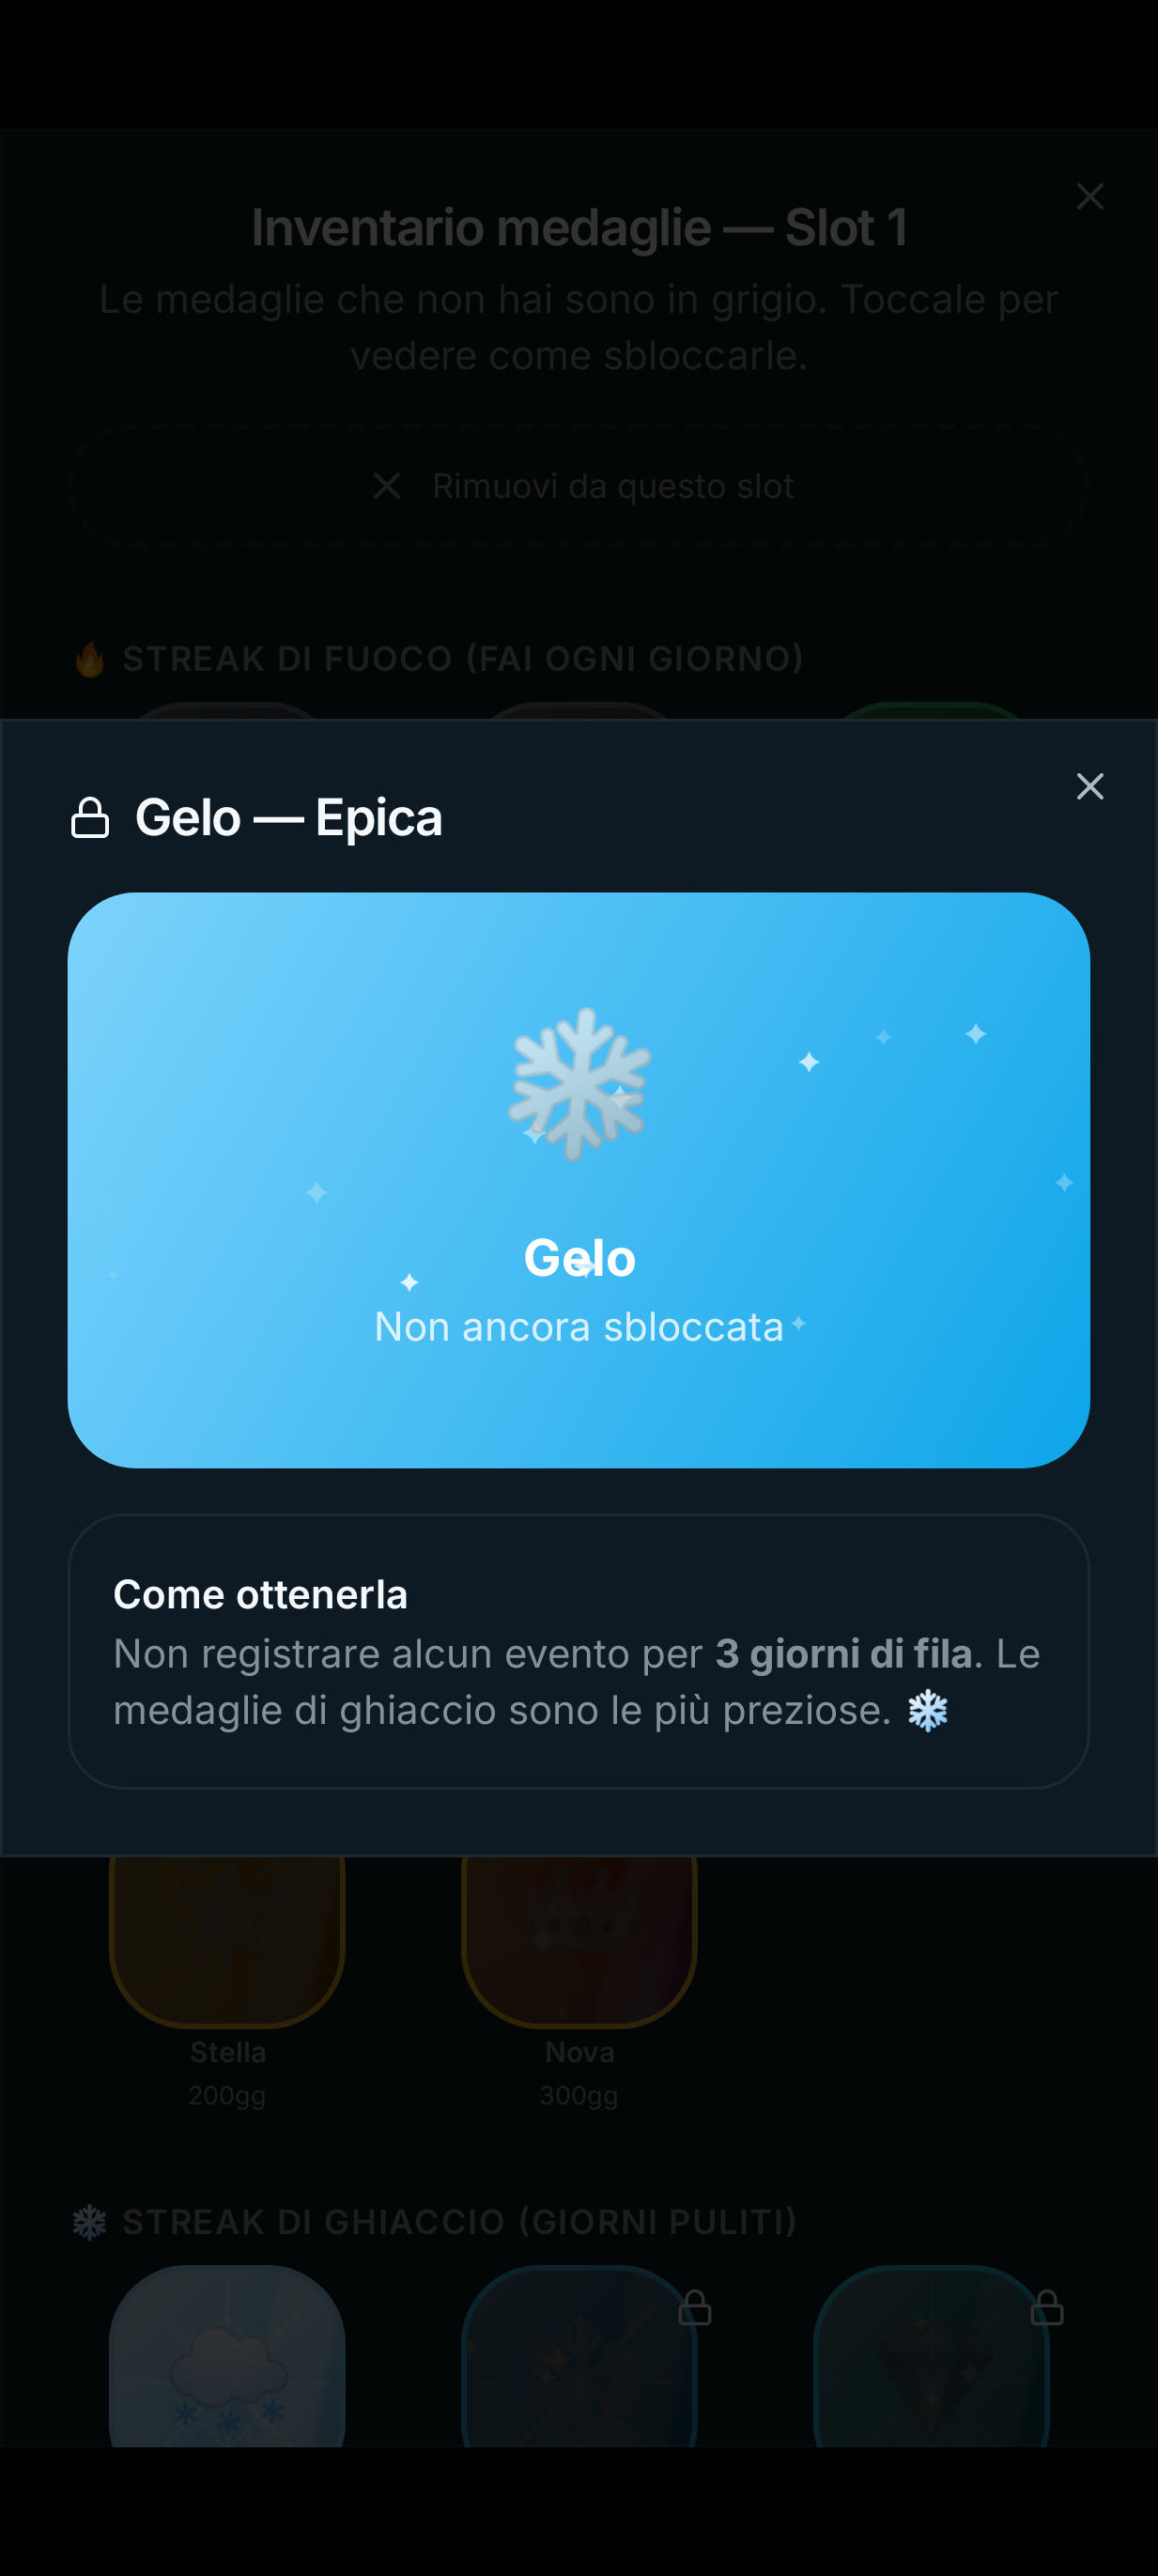 Inventario medaglie — Slot 1
Le medaglie che non hai sono in grigio. Toccale per
vedere come sbloccarle.
Rimuovi da questo slot
🔥 STREAK DI FUOCO (FAI OGNI GIORNO)
Gelo — Epica
Gelo
Non ancora sbloccata
Come ottenerla
Non registrare alcun evento per 3 giorni di fila. Le
medaglie di ghiaccio sono le più preziose. ❄️
Stella
Nova
200gg
300gg
❄️ STREAK DI GHIACCIO (GIORNI PULITI)